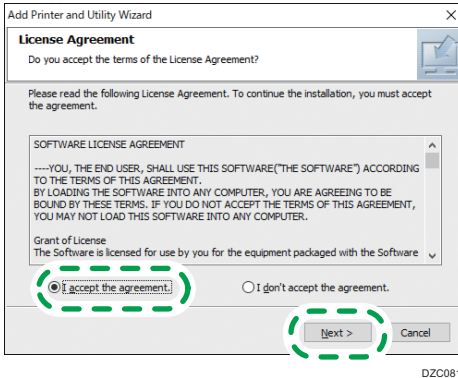 Add Printer and Utility Wizard
License Agreement
Do you accept the terms of the License Agreement?
Please read the following License Agreement. To continue the installation, you must accept
the agreement.
SOFTWARE LICENSE AGREEMENT
----YOU, THE END USER, SHALL USE THIS SOFTWARE("THE SOFTWARE") ACCORDING
TO THE TERMS OF THIS AGREEMENT.
BY LOADING THE SOFTWARE INTO ANY COMPUTER, YOU ARE AGREEING TO BE
BOUND BY THESE TERMS. IF YOU DO NOT ACCEPT THE TERMS OF THIS AGREEMENT,
YOU MAY NOT LOAD THIS SOFTWARE INTO ANY COMPUTER.
Grant of License
The Software is licensed for use by you for the equipment packaged with the Software
I accept the agreement.
I don't accept the agreement.
Next >
Cancel
DZC081